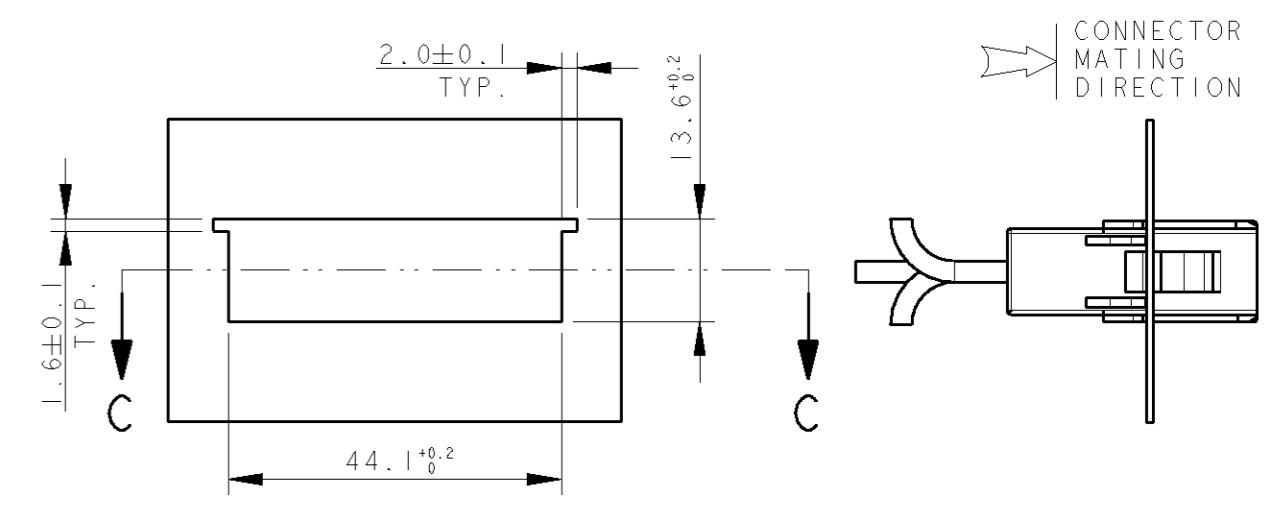 2.0±0.1
TYP.
13.6 +0.2
0
CONNECTOR
MATING
DIRECTION
1.6±0.1
TYP.
C
C
44.1 +0.2
0